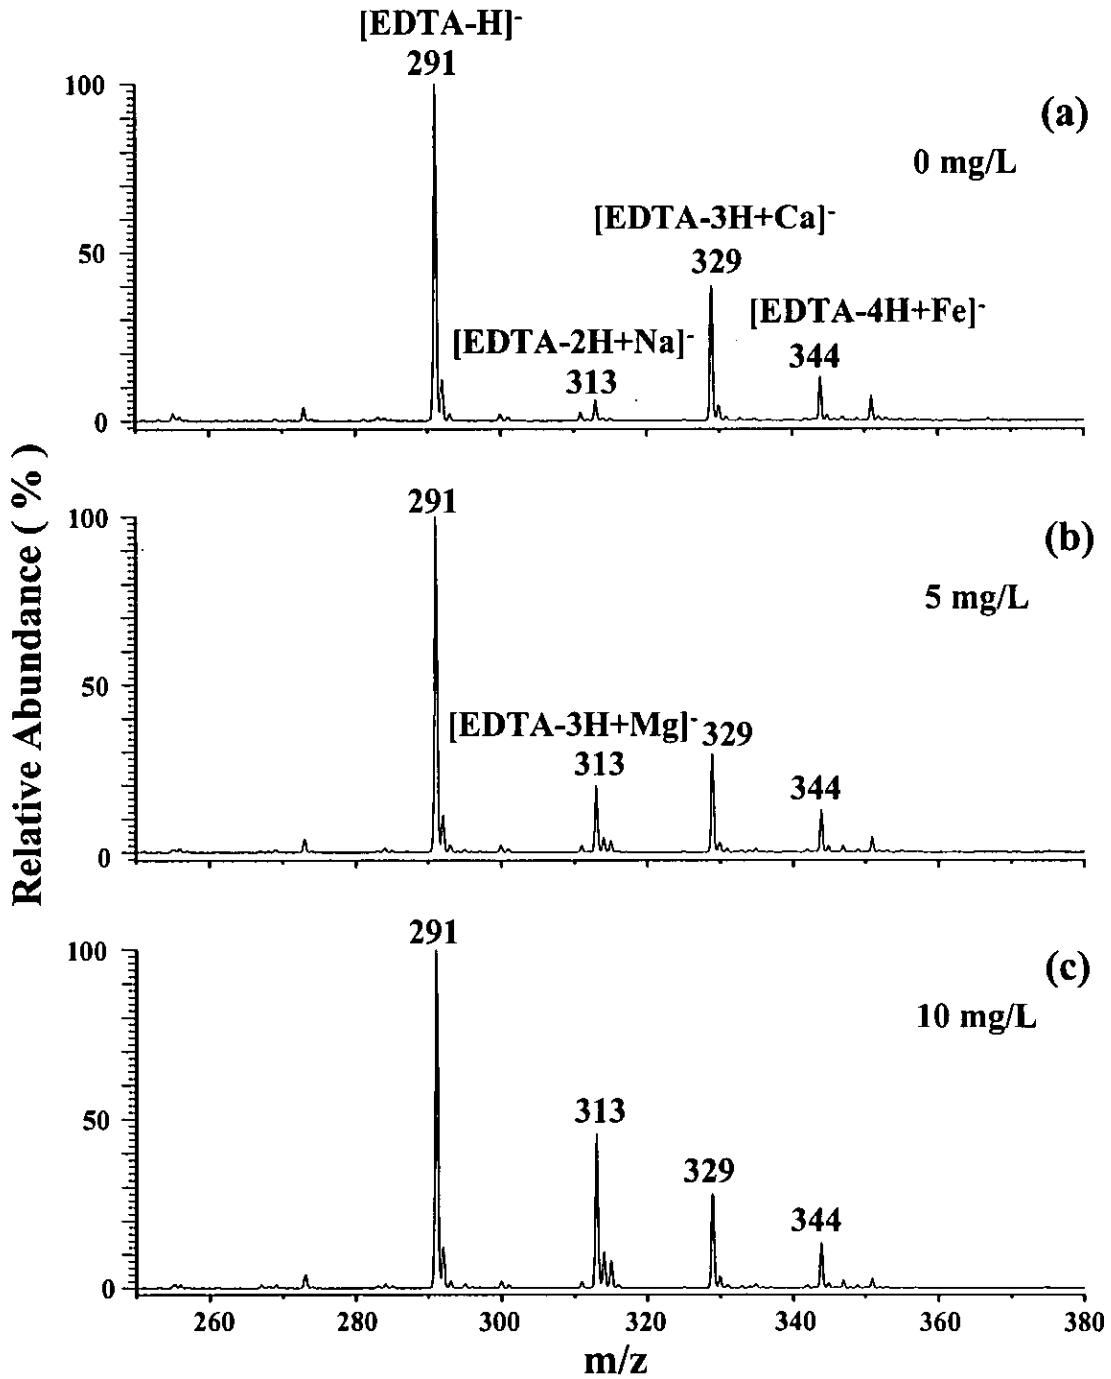 [EDTA-H]-
291
100
(a)
0 mg/L
[EDTA-3H+Ca]-
50
329
[EDTA-4H+Fe]-
[EDTA-2H+Na]-
344
313
0
291
100
(b)
5 mg/L
50
[EDTA-3H+Mg]-
329
313
344
0
291
100
(c)
10 mg/L
50
313
329
344
0
260 280 300 320 340 360 380
m/z
Relative Abundance ( % )